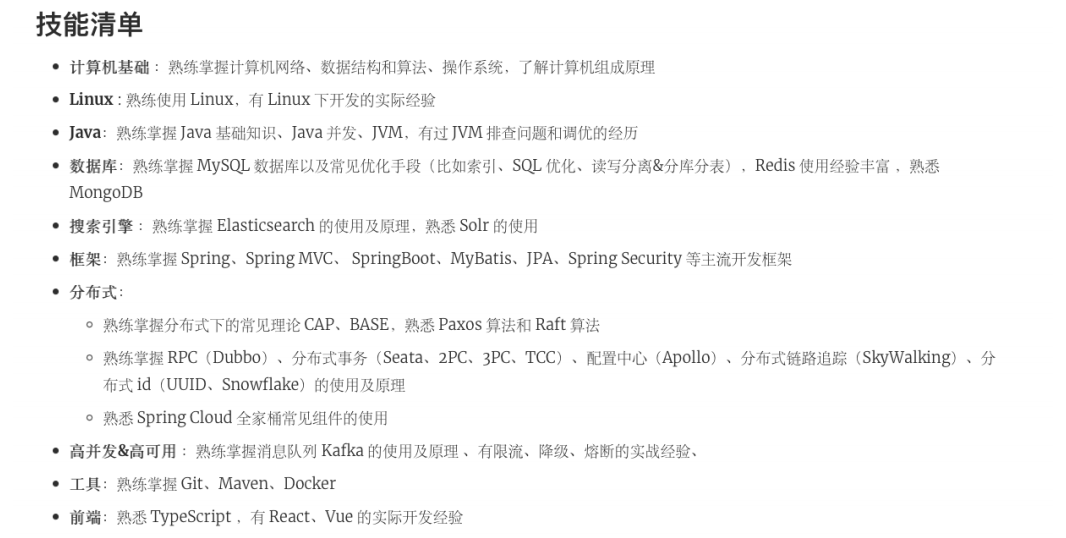 技能清单
计算机基础： 熟练掌握计算机网络、数据结构和算法、操作系统，了解计算机组成原理
Linux : 熟练使用 Linux，有 Linux 下开发的实际经验
Java： 熟练掌握 Java 基础知识、Java 并发、JVM，有过 JVM 排查问题和调优的经历
数据库： 熟练掌握 MySQL 数据库以及常见优化手段（比如索引、SQL 优化、读写分离&分库分表），Redis 使用经验丰富 ，熟悉
MongoDB
搜索引擎 ： 熟练掌握 Elasticsearch 的使用及原理，熟悉 Solr 的使用
框架： 熟练掌握 Spring、Spring MVC、 SpringBoot、MyBatis、JPA、Spring Security 等主流开发框架
分布式：
熟练掌握分布式下的常见理论 CAP、BASE，熟悉 Paxos 算法和 Raft 算法
熟练掌握 RPC（Dubbo）、分布式事务（Seata、2PC、3PC、TCC）、配置中心（Apollo）、分布式链路追踪（SkyWalking）、分
布式 id（UUID、Snowflake）的使用及原理
熟悉 Spring Cloud 全家桶常见组件的使用
高并发&高可用 ： 熟练掌握消息队列 Kafka 的使用及原理 、有限流、降级、熔断的实战经验、
工具： 熟练掌握 Git、Maven、Docker
前端： 熟悉 TypeScript ，有 React、Vue 的实际开发经验